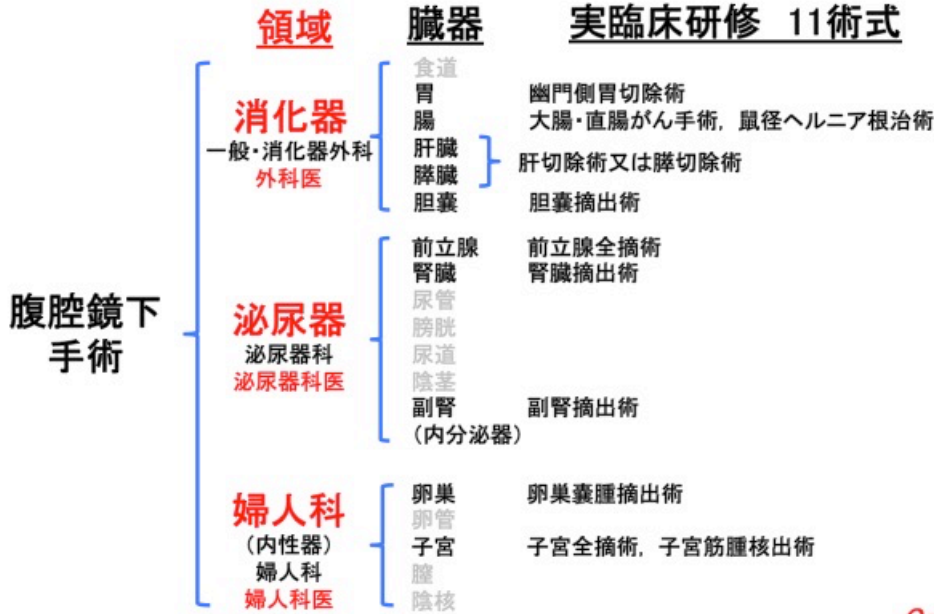 領域 臓器 実臨床研修 11術式
食道
胃 幽門側胃切除術
消化器
腸 大腸・直腸がん手術，鼠径ヘルニア根治術
一般・消化器外科
肝臓
肝切除術又は膵切除術
外科医
膵臓
胆嚢 胆嚢摘出術
前立腺 前立腺全摘術
腎臓 腎臓摘出術
尿管
腹腔鏡下
手術
泌尿器
膀胱
泌尿器科
尿道
泌尿器科医
陰茎
副腎 副腎摘出術
（内分泌器）
卵巣 卵巣嚢腫摘出術
婦人科
卵管
（内性器）
子宮 子宮全摘術，子宮筋腫核出術
婦人科
膣
婦人科医
陰核